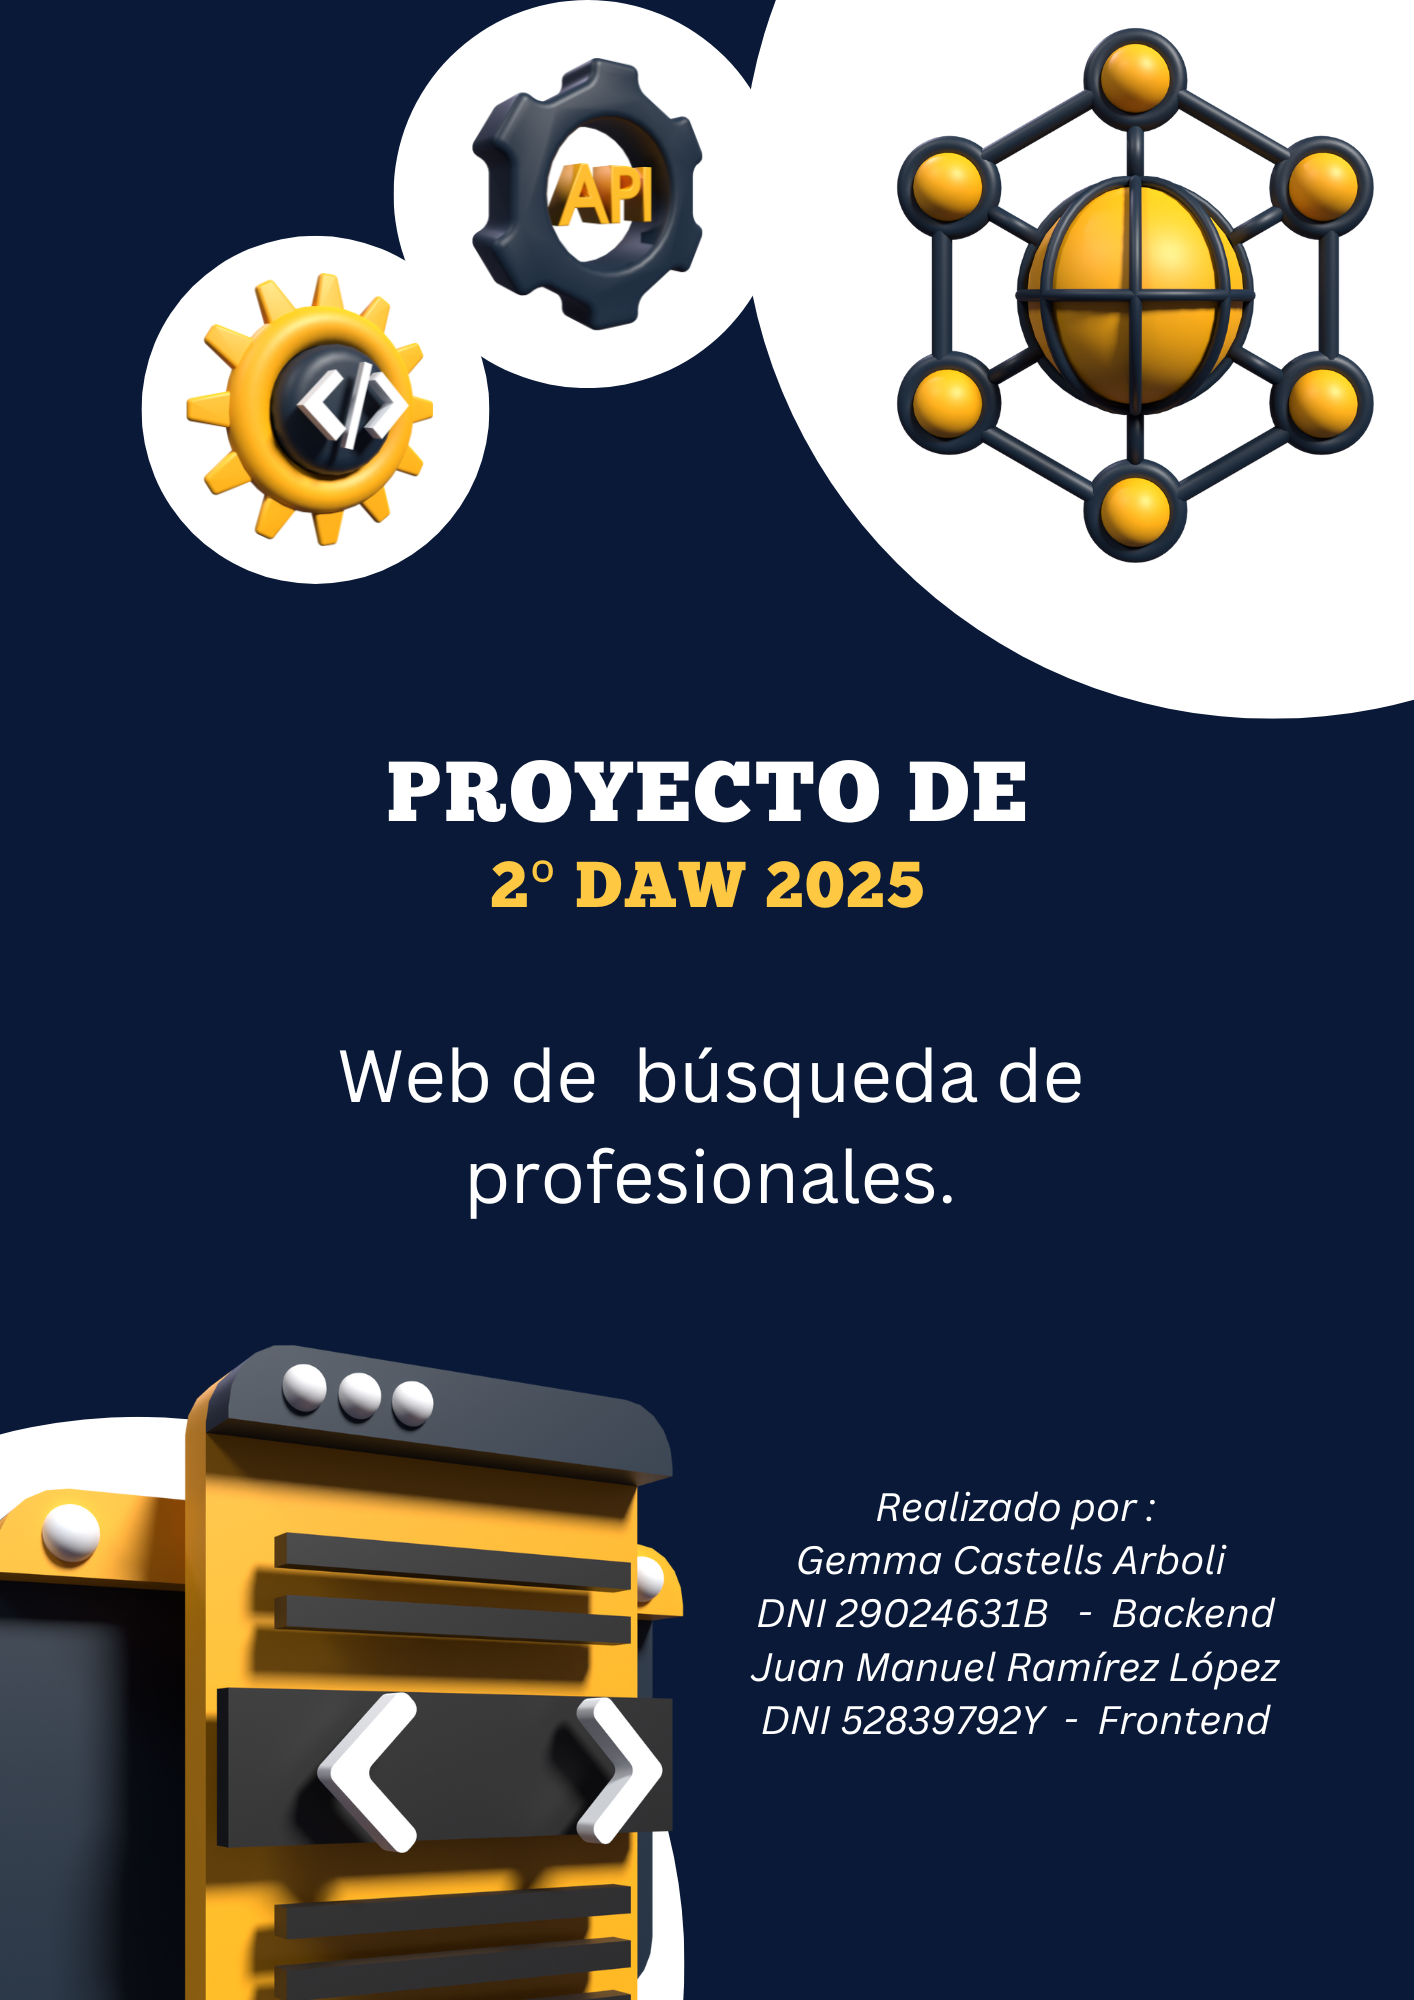 API
</>
PROYECTO DE
2º DAW 2025
Web de búsqueda de
profesionales.
Realizado por :
Gemma Castells Arboli
DNI 29024631B - Backend
Juan Manuel Ramírez López
DNI 52839792Y - Frontend